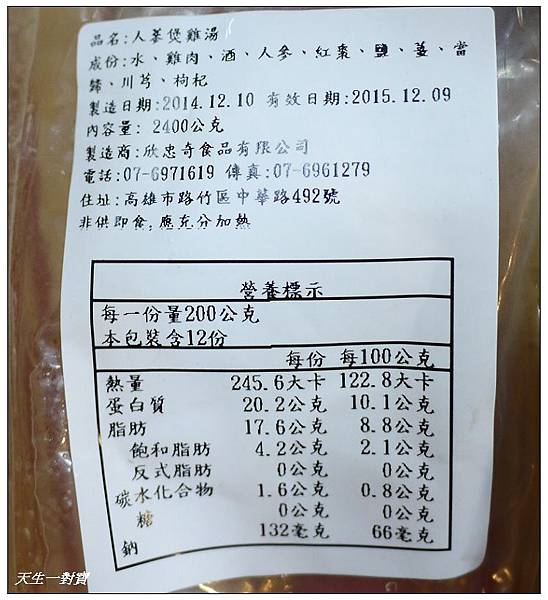 品名:人蔘煲雞湯
成份:水、雞肉、酒、人參、紅棗、鹽、薑、當
歸、川芎、枸杞
製造日期:2014.12.10 有效日期:2015.12.09
內容量: 2400公克
製造商:欣忠奇食品有限公司
電話:07-6971619 傳真:07-6961279
住址:高雄市路竹區中華路492號
非供即食,應充分加熱
營養標示
每一份量200公克
本包裝含12份
每份 每100公克
熱量 245.6大卡 122.8大卡
蛋白質 20.2公克 10.1公克
脂肪 17.6公克 8.8公克
飽和脂肪 4.2公克 2.1公克
反式脂肪 0公克 0公克
碳水化合物 1.6公克 0.8公克
糖 0公克 0公克
鈉 132毫克 66毫克
天生一對寶